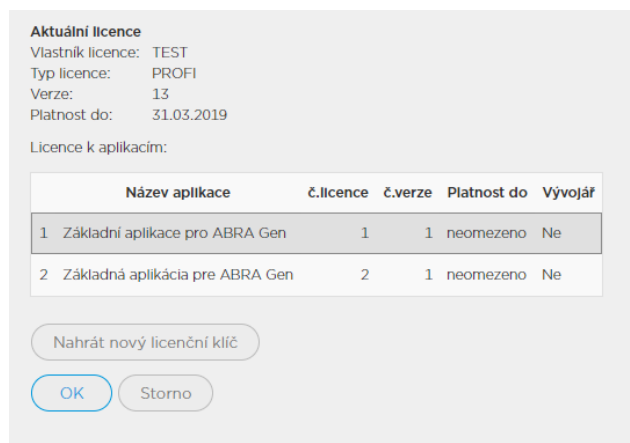 Aktuální licence
Vlastník licence: TEST
Typ licence: PROFI
Verze: 13
Platnost do: 31.03.2019
Licence k aplikacím:
Název aplikace č.licence č.verze Platnost do Vývojář
1 Základní aplikace pro ABRA Gen 1 1 neomezeno Ne
2 Základná aplikácia pre ABRA Gen 2 1 neomezeno Ne
Nahrát nový licenční klíč
OK Storno